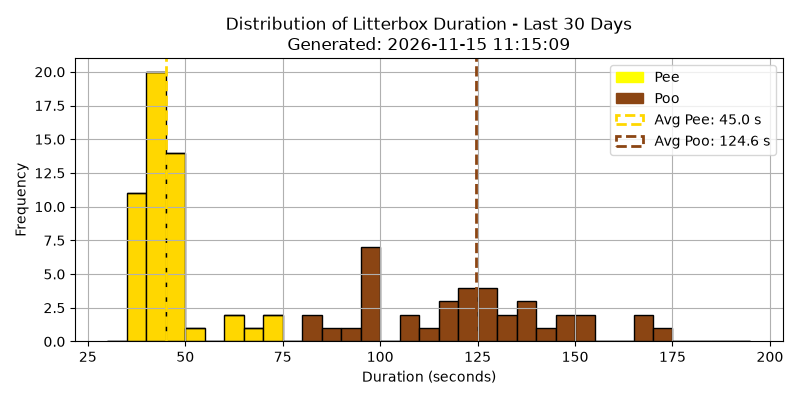 Distribution of Litterbox Duration - Last 30 Days
Generated: 2026-11-15 11:15:09
Pee
Poo
Avg Pee: 45.0 s
Avg Poo: 124.6 s
Frequency
20.0
17.5
15.0
12.5
10.0
7.5
5.0
2.5
0.0
25 50 75 100 125 150 175 200
Duration (seconds)